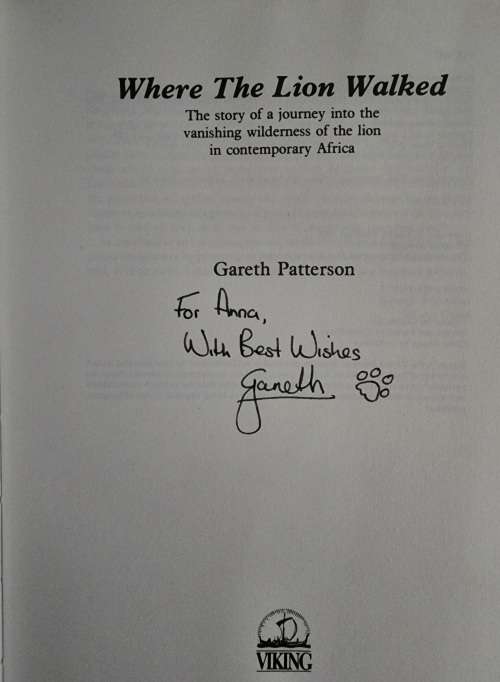 Where The Lion Walked
The story of a journey into the
vanishing wilderness of the lion
in contemporary Africa
Gareth Patterson
For Anna,
With Best Wishes
Gareth
VIKING